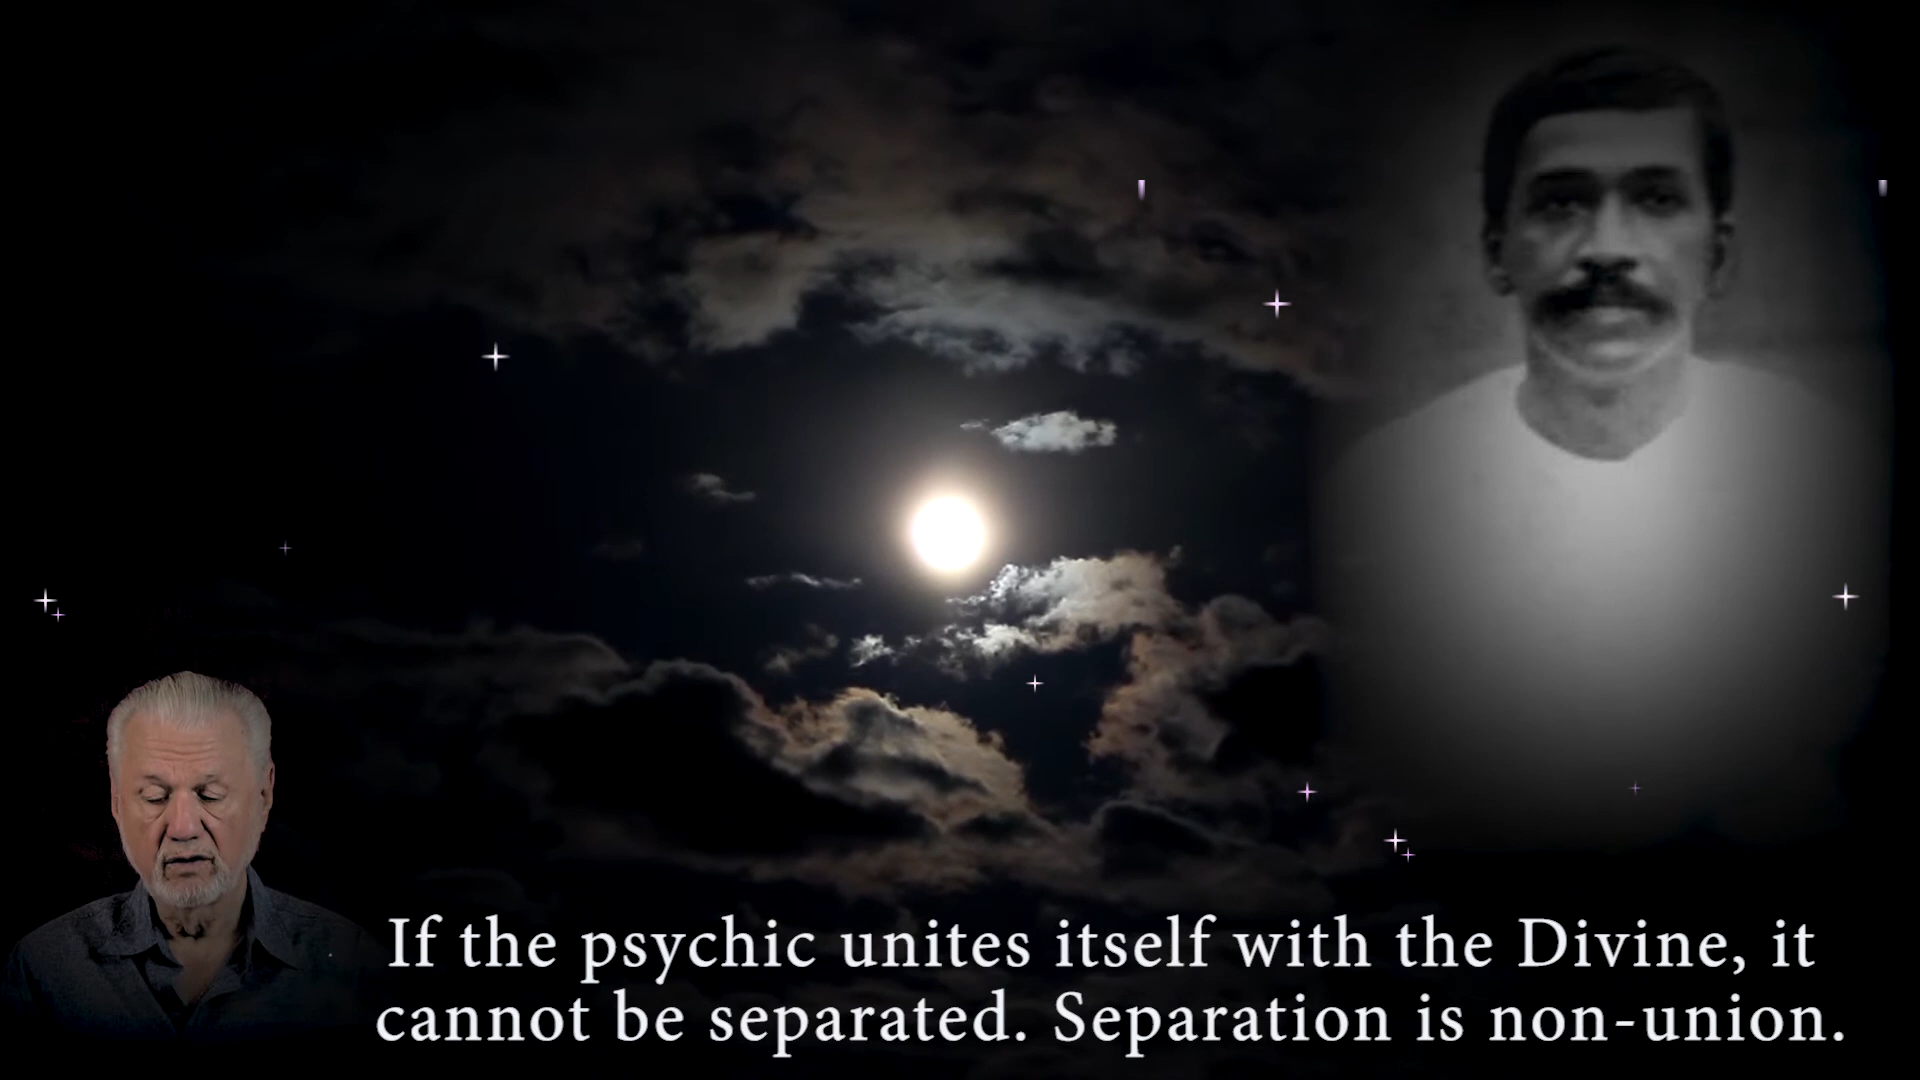 If the psychic unites itself with the Divine, it
cannot be separated. Separation is non-union.